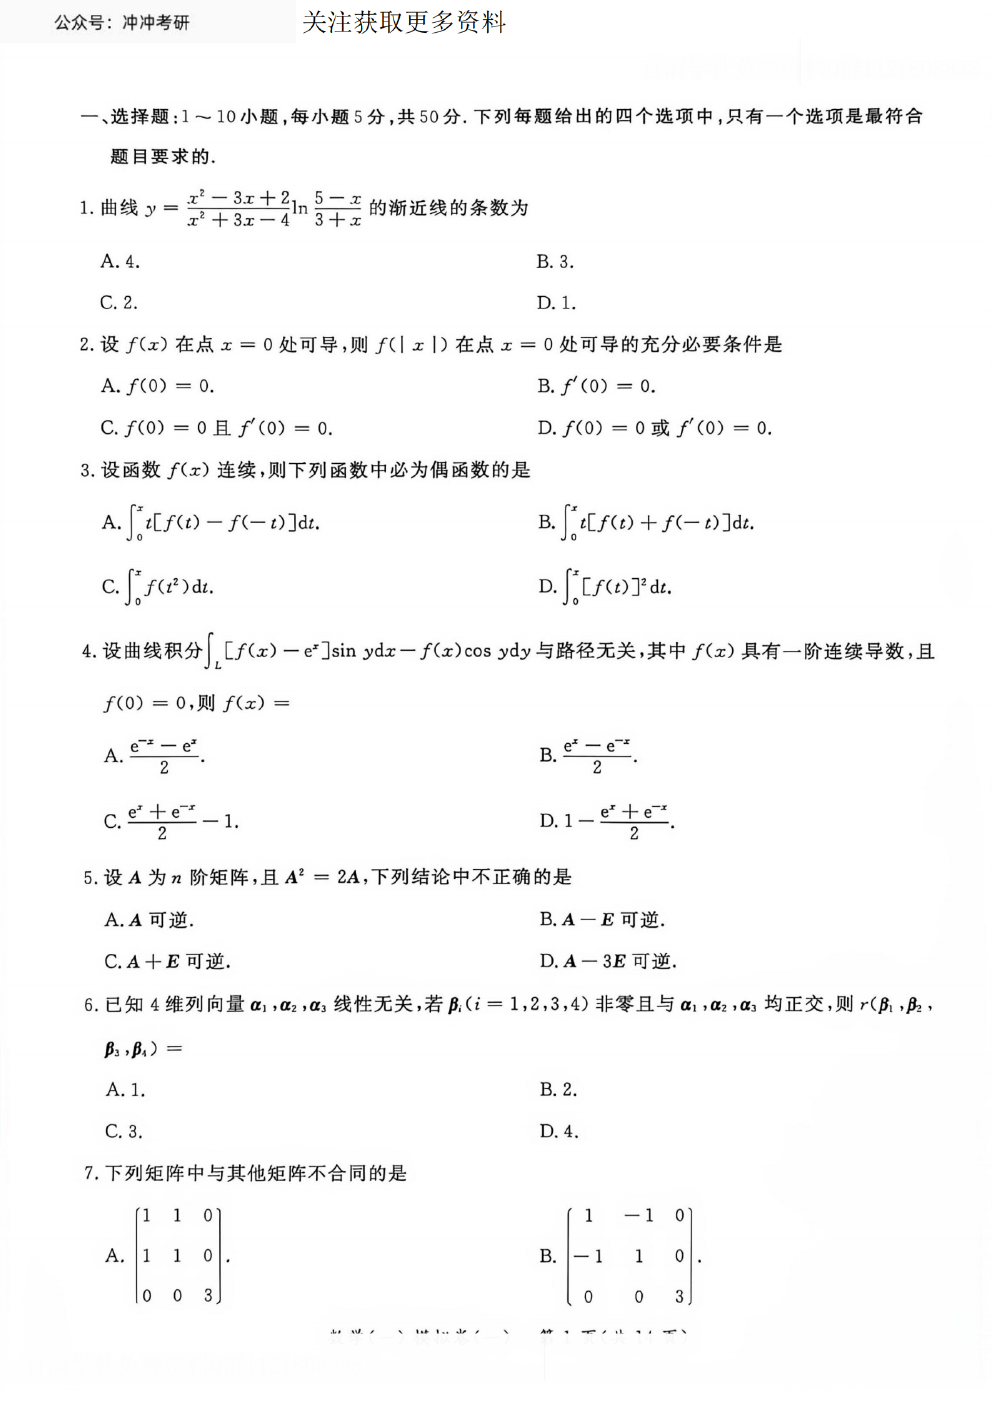 公众号：冲冲考研 关注获取更多资料
一、选择题:1～10小题,每小题5分,共50分.下列每题给出的四个选项中,只有一个选项是最符合
题目要求的.
1. 曲线 y = \frac{x² − 3x + 2}{x² + 3x − 4} ln \frac{5 − x}{3 + x} 的渐近线的条数为
A. 4. B. 3.
C. 2. D. 1.
2. 设 f(x) 在点 x = 0 处可导,则 f(| x |) 在点 x = 0 处可导的充分必要条件是
A. f(0) = 0. B. f′(0) = 0.
C. f(0) = 0 且 f′(0) = 0. D. f(0) = 0 或 f′(0) = 0.
3. 设函数 f(x) 连续,则下列函数中必为偶函数的是
A. ∫_0^x t[f(t) − f(− t)]dt. B. ∫_0^x t[f(t) + f(− t)]dt.
C. ∫_0^x f(t²)dt. D. ∫_0^x [f(t)]²dt.
4. 设曲线积分∫_L [f(x) − e^x]sin ydx − f(x)cos ydy 与路径无关,其中 f(x) 具有一阶连续导数,且
f(0) = 0,则 f(x) =
A. \frac{e^{−x} − e^x}{2}. B. \frac{e^x − e^{−x}}{2}.
C. \frac{e^x + e^{−x}}{2} − 1. D. 1 − \frac{e^x + e^{−x}}{2}.
5. 设 A 为 n 阶矩阵,且 A² = 2A,下列结论中不正确的是
A. A 可逆. B. A − E 可逆.
C. A + E 可逆. D. A − 3E 可逆.
6. 已知 4 维列向量 α₁,α₂,α₃ 线性无关,若 βᵢ(i = 1,2,3,4) 非零且与 α₁,α₂,α₃ 均正交,则 r(β₁,β₂,
β₃,β₄) =
A. 1. B. 2.
C. 3. D. 4.
7. 下列矩阵中与其他矩阵不合同的是
1 1 0 1 −1 0
A. 1 1 0 . B. −1 1 0 .
0 0 3 0 0 3